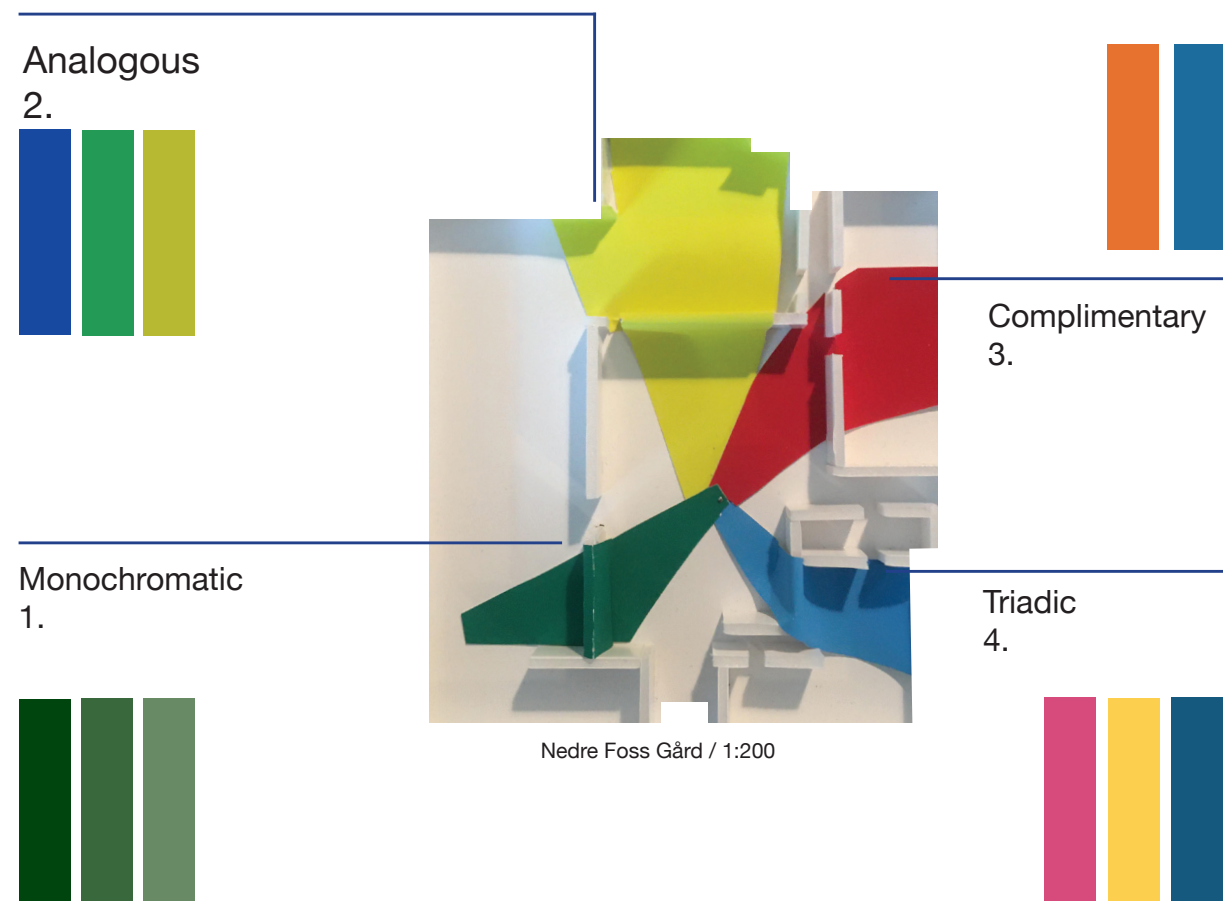 Analogous
2.
Complimentary
3.
Monochromatic
1.
Triadic
4.
Nedre Foss Gård / 1:200